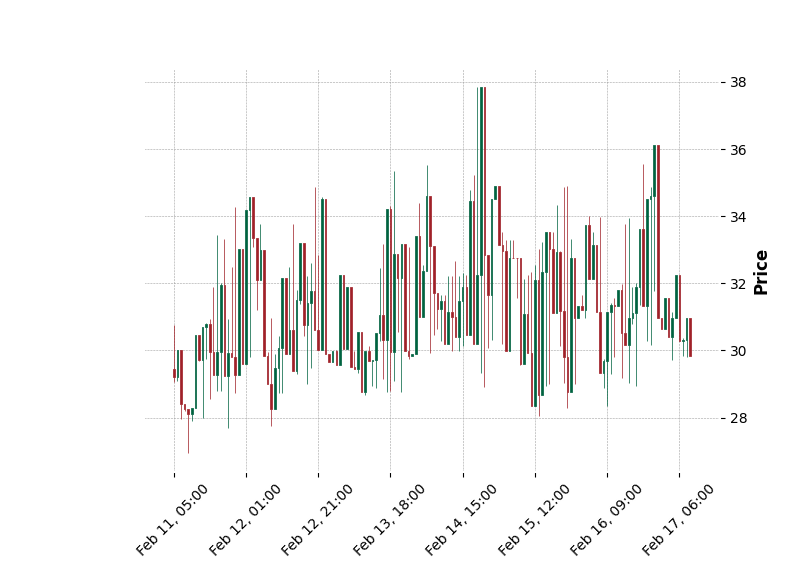 38
36
34
32
30
28
Price
Feb 11, 05:00
Feb 12, 01:00
Feb 12, 21:00
Feb 13, 18:00
Feb 14, 15:00
Feb 15, 12:00
Feb 16, 09:00
Feb 17, 06:00